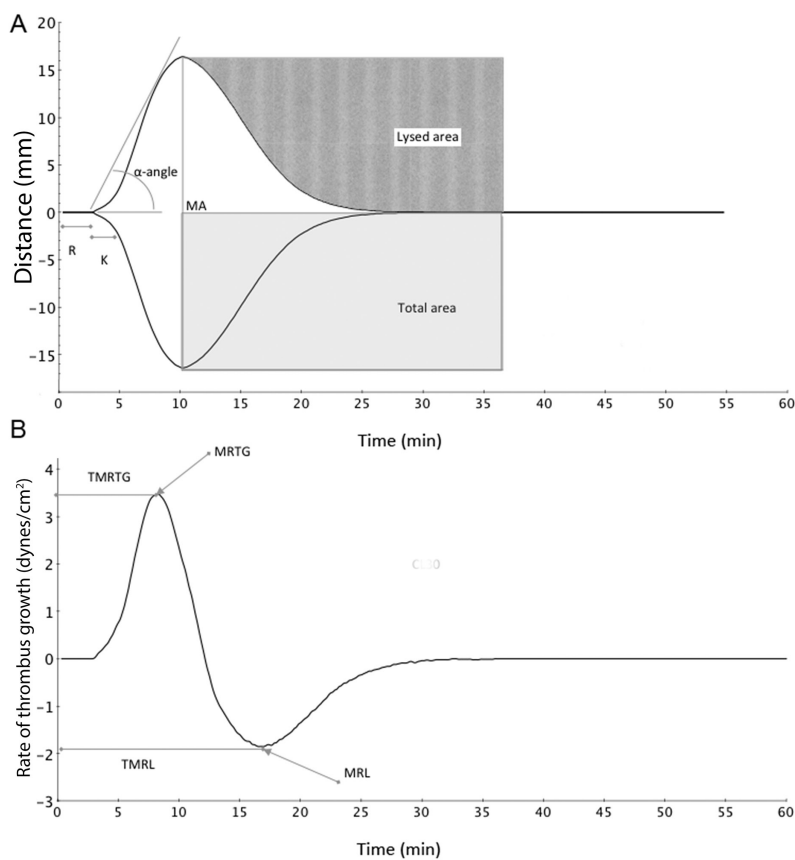 A
20
15
10
5
0
−5
−10
−15
Distance (mm)
α-angle
MA
R
K
Lysed area
Total area
0 5 10 15 20 25 30 35 40 45 50 55 60
Time (min)
B
4
3
2
1
0
−1
−2
−3
Rate of thrombus growth (dynes/cm²)
TMRTG
MRTG
TMRL
MRL
0 5 10 15 20 25 30 35 40 45 50 55 60
Time (min)